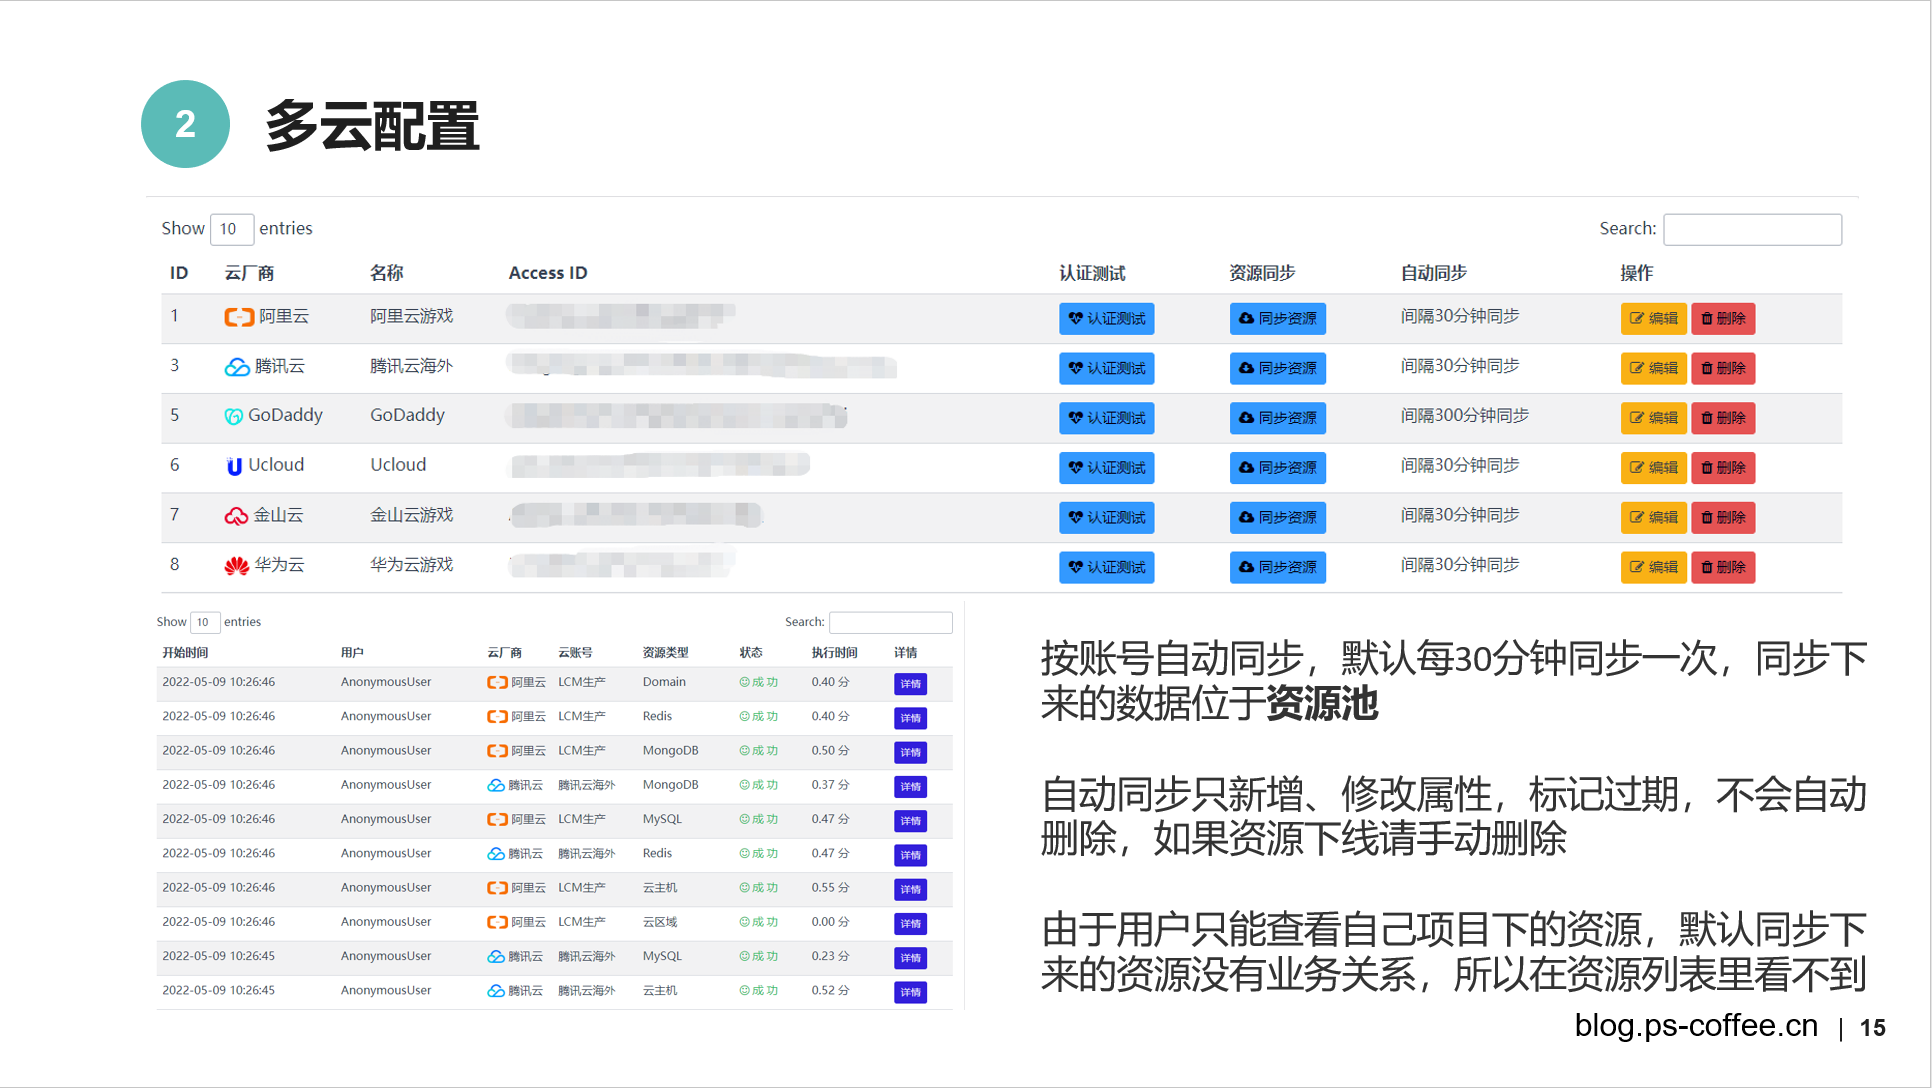 2 多云配置
Show 10 entries Search:
ID 云厂商 名称 Access ID 认证测试 资源同步 自动同步 操作
1 阿里云 阿里云游戏 认证测试 同步资源 间隔30分钟同步 编辑 删除
3 腾讯云 腾讯云海外 认证测试 同步资源 间隔30分钟同步 编辑 删除
5 GoDaddy GoDaddy 认证测试 同步资源 间隔300分钟同步 编辑 删除
6 Ucloud Ucloud 认证测试 同步资源 间隔30分钟同步 编辑 删除
7 金山云 金山云游戏 认证测试 同步资源 间隔30分钟同步 编辑 删除
8 华为云 华为云游戏 认证测试 同步资源 间隔30分钟同步 编辑 删除
Show 10 entries Search:
开始时间 用户 云厂商 云账号 资源类型 状态 执行时间 详情
2022-05-09 10:26:46 AnonymousUser 阿里云 LCM生产 Domain 成功 0.40 分 详情
2022-05-09 10:26:46 AnonymousUser 阿里云 LCM生产 Redis 成功 0.40 分 详情
2022-05-09 10:26:46 AnonymousUser 阿里云 LCM生产 MongoDB 成功 0.50 分 详情
2022-05-09 10:26:46 AnonymousUser 腾讯云 腾讯云海外 MongoDB 成功 0.37 分 详情
2022-05-09 10:26:46 AnonymousUser 阿里云 LCM生产 MySQL 成功 0.47 分 详情
2022-05-09 10:26:46 AnonymousUser 腾讯云 腾讯云海外 Redis 成功 0.47 分 详情
2022-05-09 10:26:46 AnonymousUser 阿里云 LCM生产 云主机 成功 0.55 分 详情
2022-05-09 10:26:46 AnonymousUser 阿里云 LCM生产 云区域 成功 0.00 分 详情
2022-05-09 10:26:45 AnonymousUser 腾讯云 腾讯云海外 MySQL 成功 0.23 分 详情
2022-05-09 10:26:45 AnonymousUser 腾讯云 腾讯云海外 云主机 成功 0.52 分 详情
按账号自动同步，默认每30分钟同步一次，同步下
来的数据位于资源池
自动同步只新增、修改属性，标记过期，不会自动
删除，如果资源下线请手动删除
由于用户只能查看自己项目下的资源，默认同步下
来的资源没有业务关系，所以在资源列表里看不到
blog.ps-coffee.cn | 15